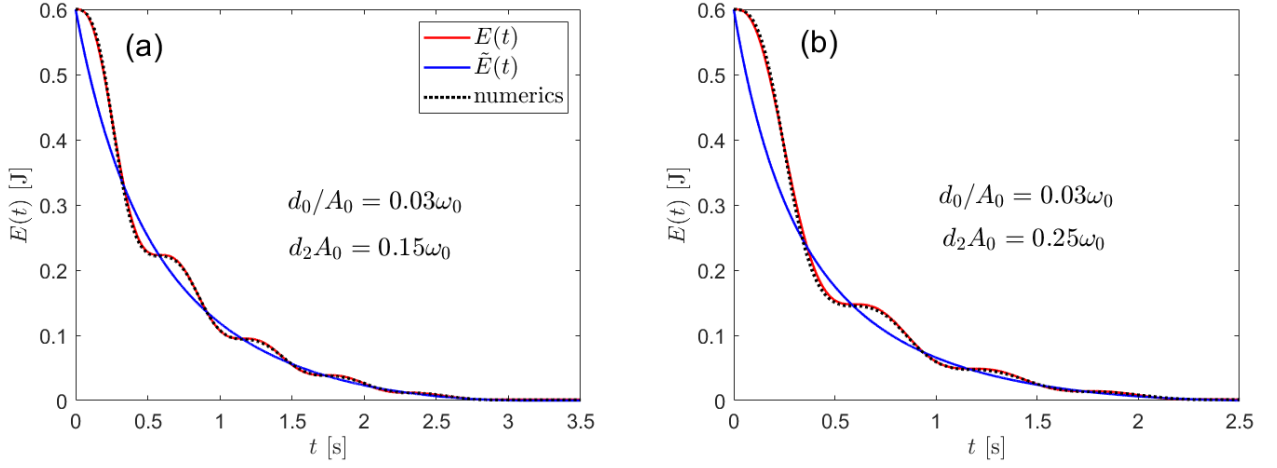 (a)
E(t)
Ẽ(t)
numerics
d₀/A₀ = 0.03ω₀
d₂A₀ = 0.15ω₀
E(t) [J]
0.6
0.5
0.4
0.3
0.2
0.1
0
0 0.5 1 1.5 2 2.5 3 3.5
t [s]
(b)
d₀/A₀ = 0.03ω₀
d₂A₀ = 0.25ω₀
E(t) [J]
0.6
0.5
0.4
0.3
0.2
0.1
0
0 0.5 1 1.5 2 2.5
t [s]